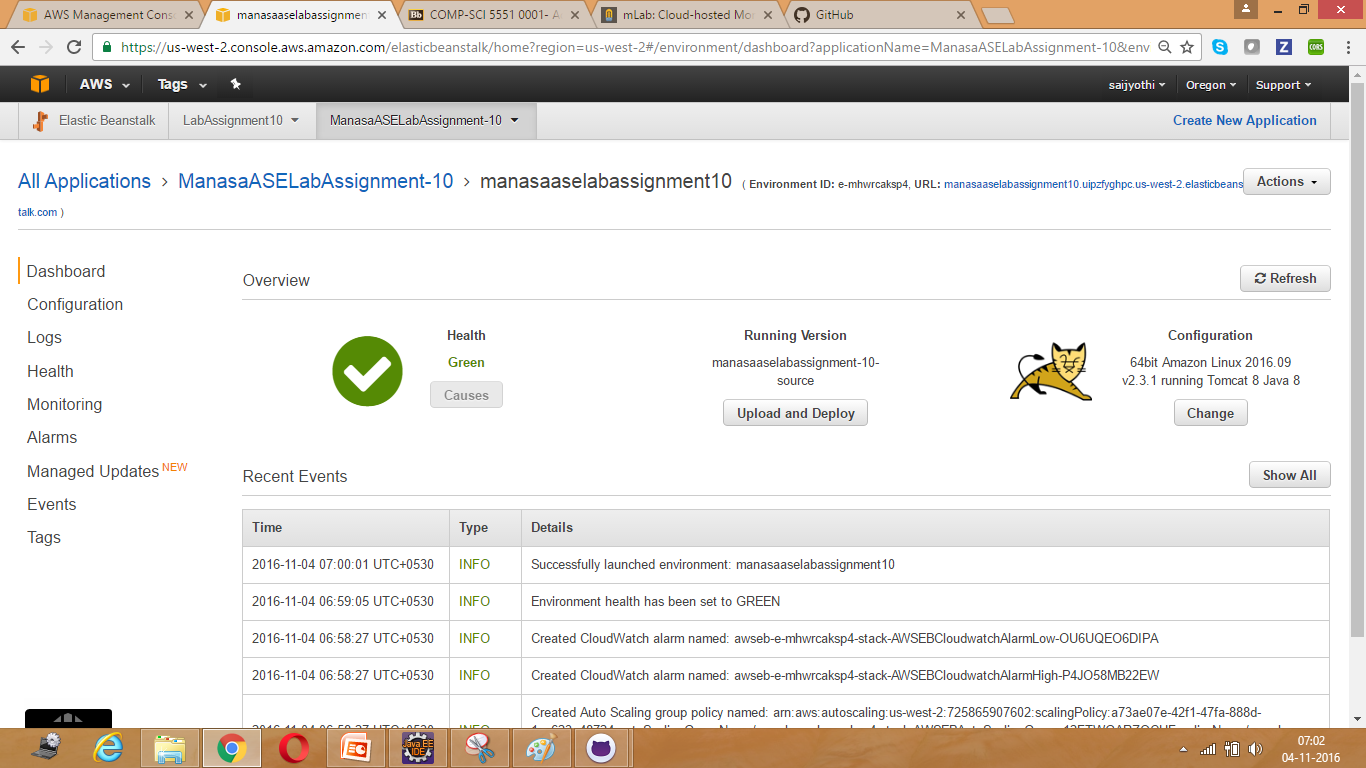 AWS Management Conso
manasaaselabassignment
COMP-SCI 5551 0001- A
mLab: Cloud-hosted Mon
GitHub
https://us-west-2.console.aws.amazon.com/elasticbeanstalk/home?region=us-west-2#/environment/dashboard?applicationName=ManasaASELabAssignment-10&env
AWS Tags saijyothi Oregon Support
Elastic Beanstalk LabAssignment10 ManasaASELabAssignment-10 Create New Application
All Applications › ManasaASELabAssignment-10 › manasaaselabassignment10 ( Environment ID: e-mhwrcaksp4, URL: manasaaselabassignment10.uipzfyghpc.us-west-2.elasticbeans
talk.com )
Actions
Dashboard
Configuration
Logs
Health
Monitoring
Alarms
Managed Updates NEW
Events
Tags
Overview
Refresh
Health
Green
Causes
Running Version
manasaaselabassignment-10-
source
Upload and Deploy
Configuration
64bit Amazon Linux 2016.09
v2.3.1 running Tomcat 8 Java 8
Change
Recent Events
Show All
Time Type Details
2016-11-04 07:00:01 UTC+0530 INFO Successfully launched environment: manasaaselabassignment10
2016-11-04 06:59:05 UTC+0530 INFO Environment health has been set to GREEN
2016-11-04 06:58:27 UTC+0530 INFO Created CloudWatch alarm named: awseb-e-mhwrcaksp4-stack-AWSEBCloudwatchAlarmLow-OU6UQEO6DIPA
2016-11-04 06:58:27 UTC+0530 INFO Created CloudWatch alarm named: awseb-e-mhwrcaksp4-stack-AWSEBCloudwatchAlarmHigh-P4JO58MB22EW
Created Auto Scaling group policy named: arn:aws:autoscaling:us-west-2:725865907602:scalingPolicy:a73ae07e-42f1-47fa-888d-
Java EE
IDE
07:02
04-11-2016